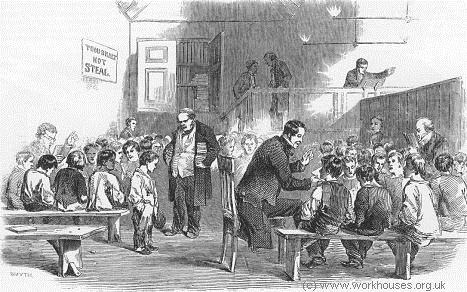 THOU SHALT
NOT
STEAL.
SMYTH.
(c) www.workhouses.org.uk